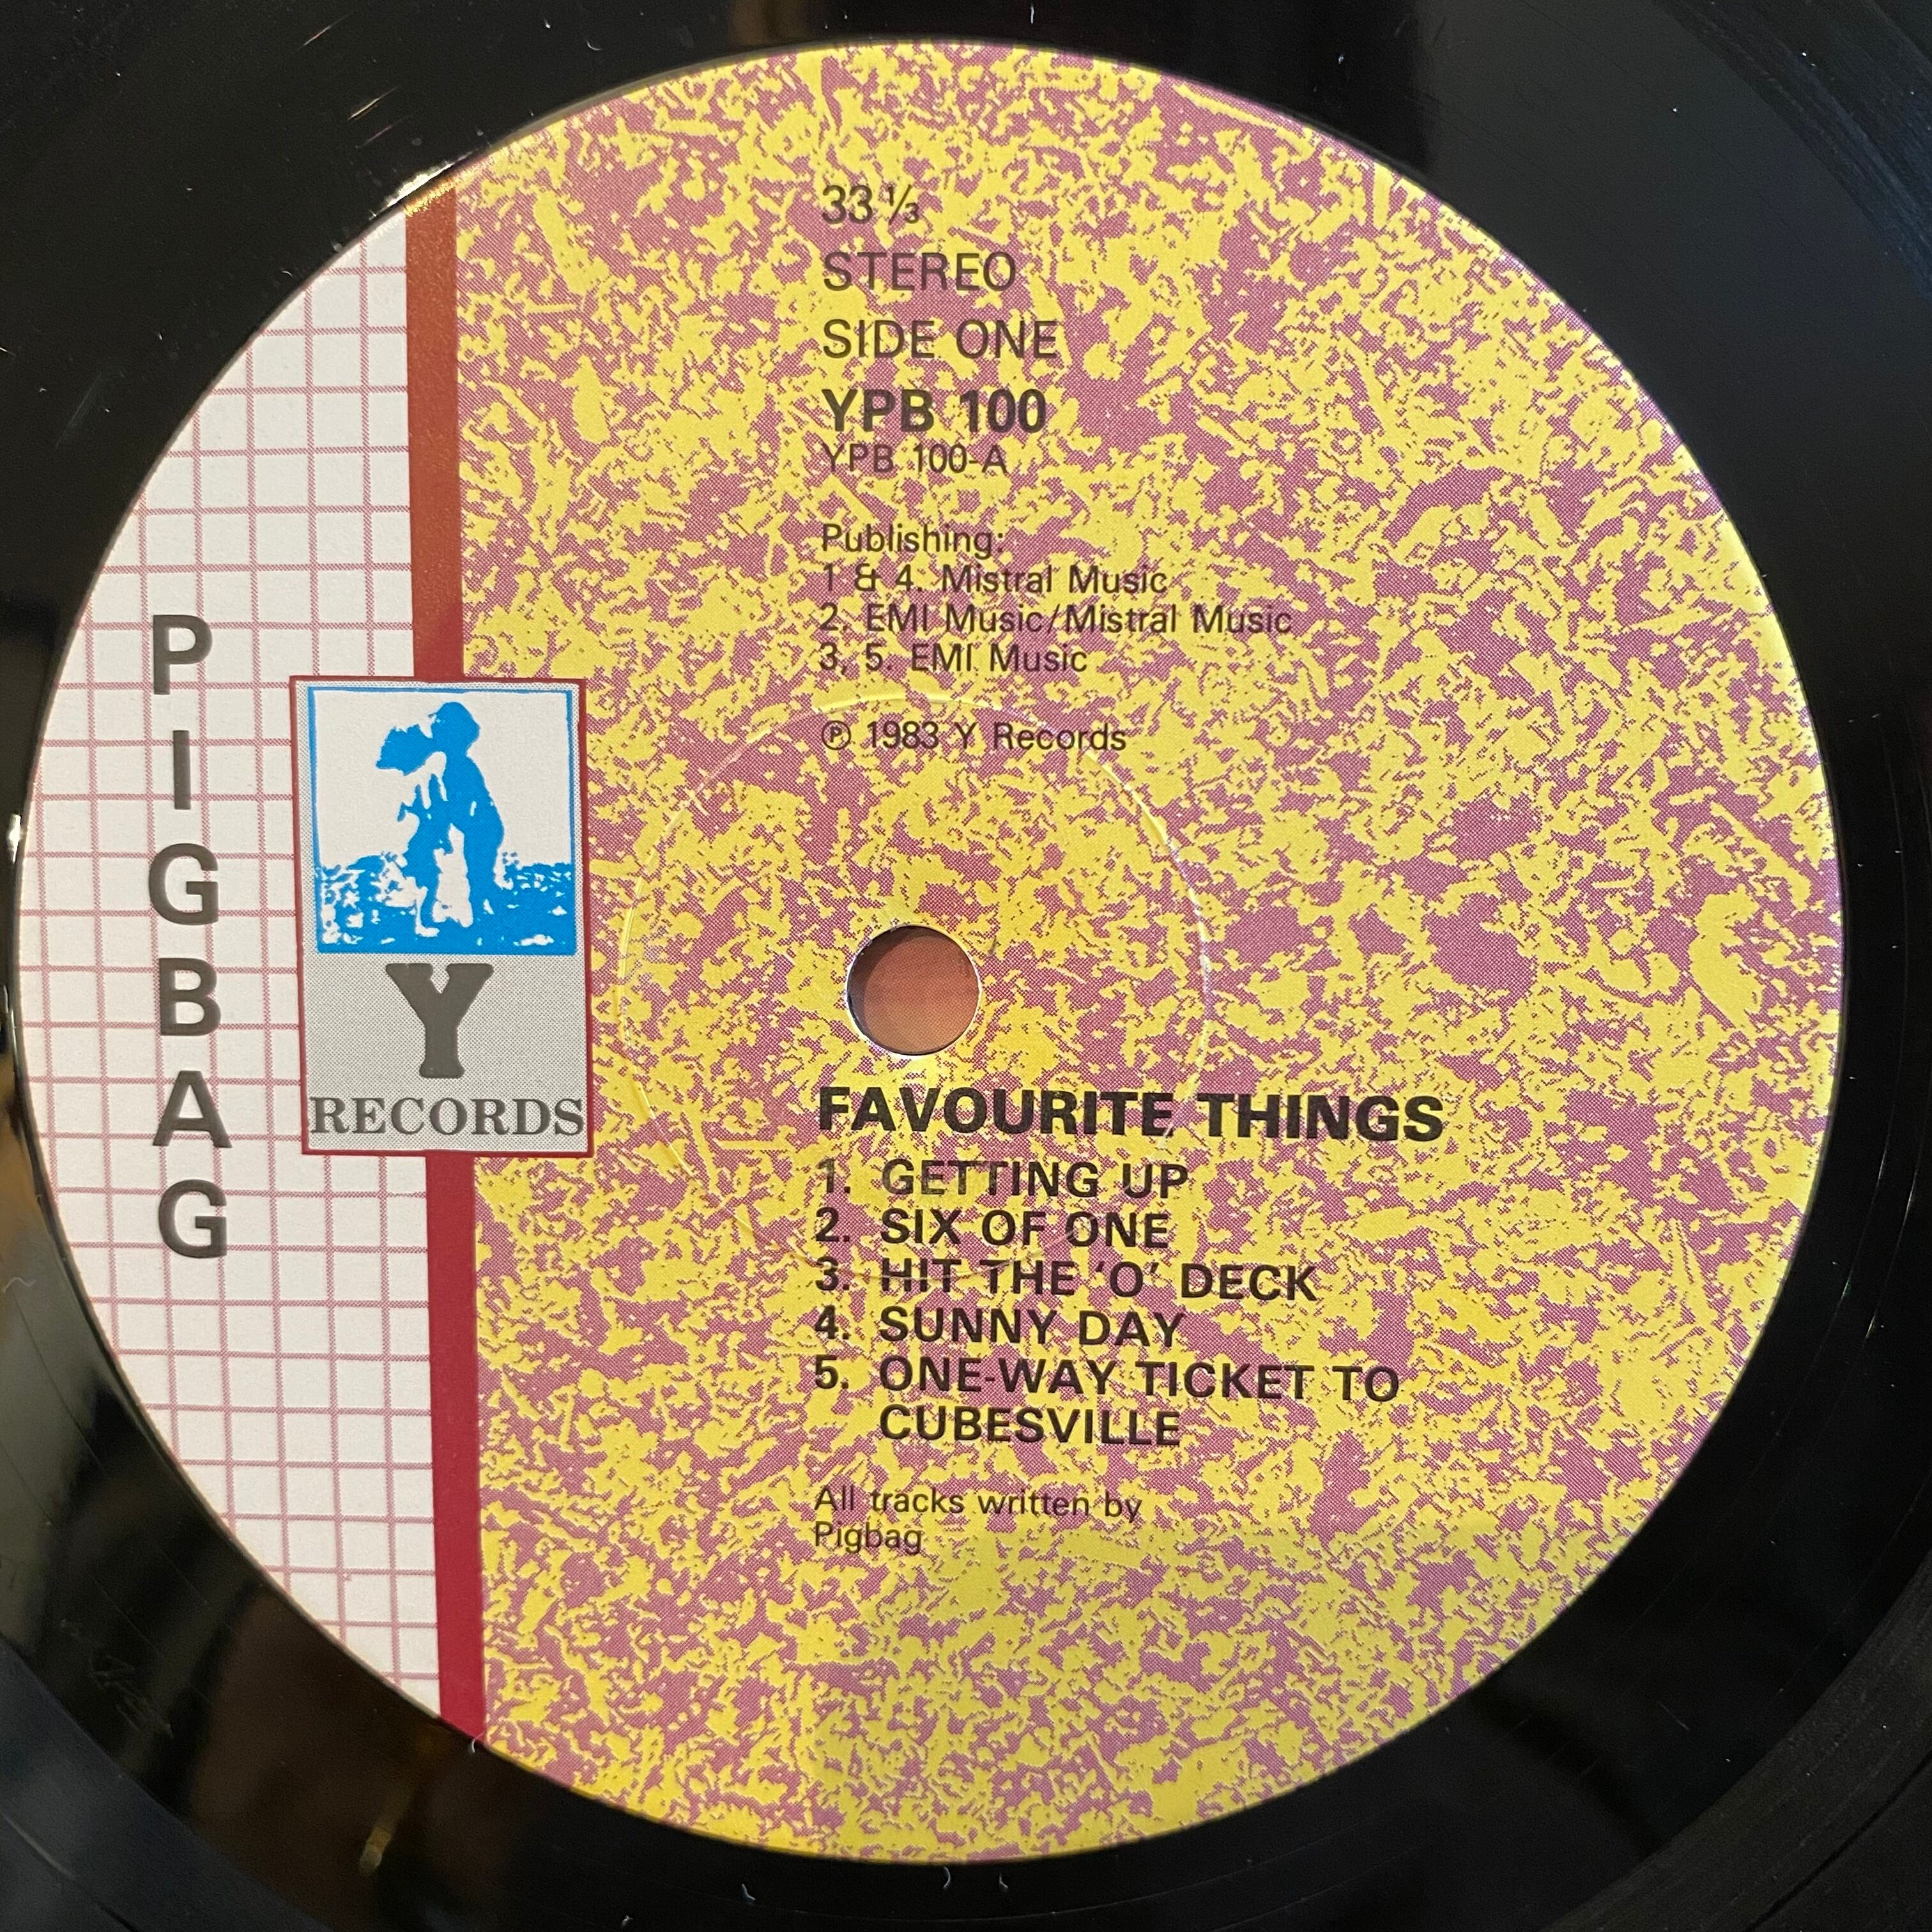 33⅓
STEREO
SIDE ONE
YPB 100
YPB 100-A
Publishing:
1 & 4. Mistral Music
2. EMI Music/Mistral Music
3, 5. EMI Music
℗ 1983 Y Records
PIGBAG
Y
RECORDS
FAVOURITE THINGS
1. GETTING UP
2. SIX OF ONE
3. HIT THE ‘O’ DECK
4. SUNNY DAY
5. ONE-WAY TICKET TO
CUBESVILLE
All tracks written by
Pigbag